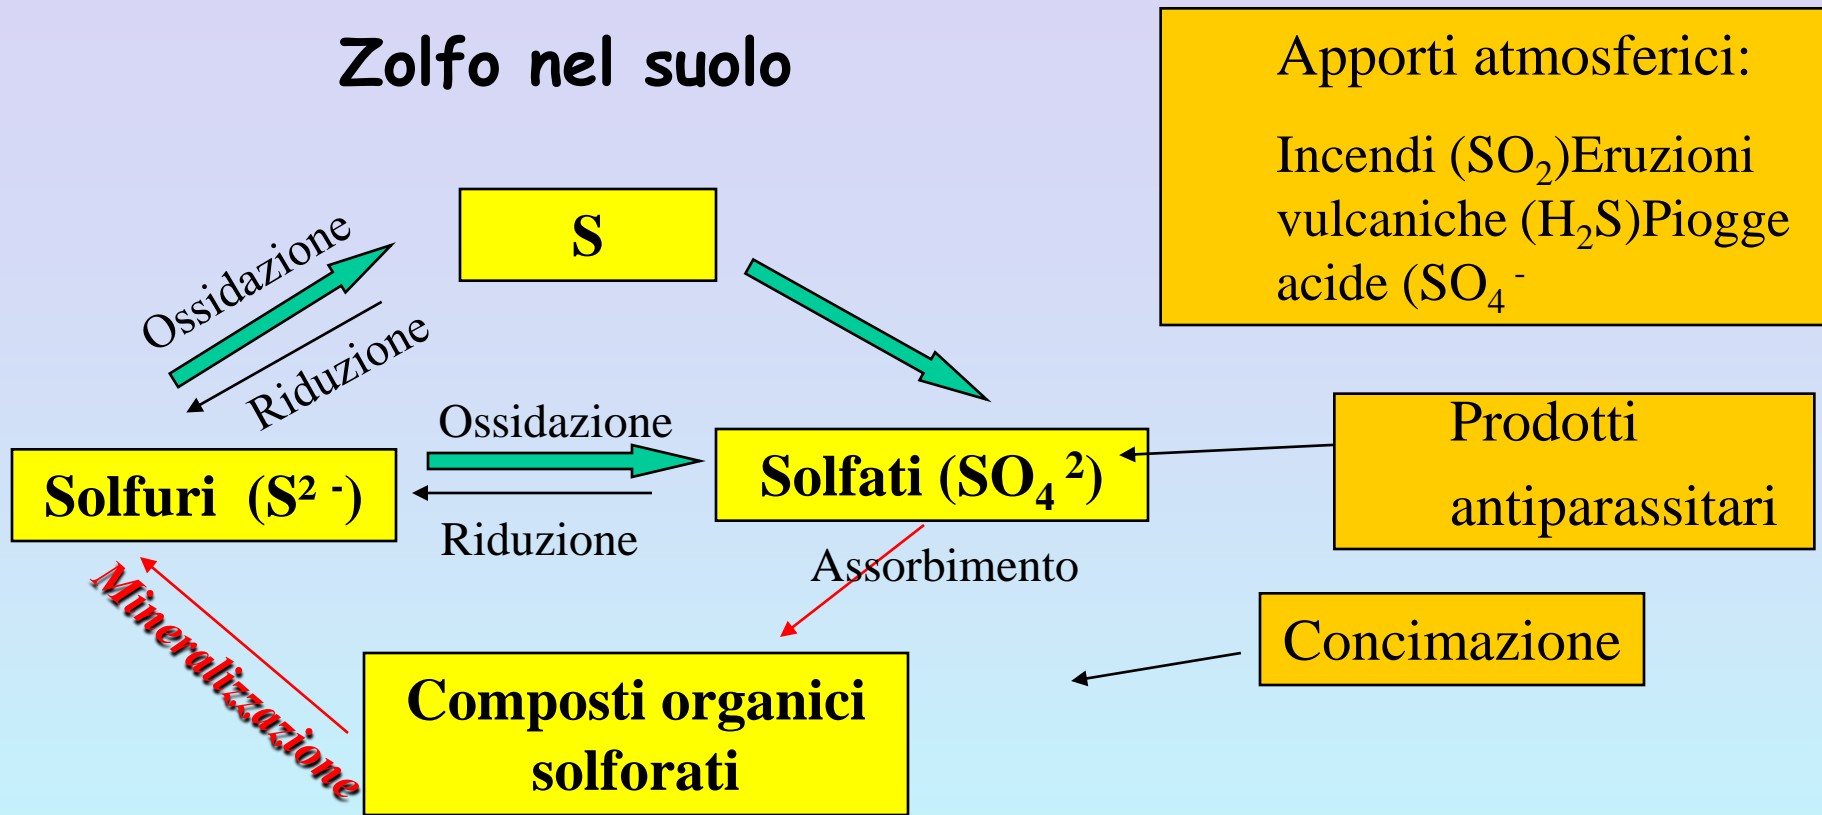 Zolfo nel suolo
Apporti atmosferici:
Incendi (SO₂)Eruzioni
vulcaniche (H₂S)Piogge
acide (SO₄ ⁻
S
Ossidazione
Riduzione
Ossidazione
Riduzione
Solfuri (S² ⁻)
Solfati (SO₄ ²)
Prodotti
antiparassitari
Assorbimento
Mineralizzazione
Concimazione
Composti organici
solforati